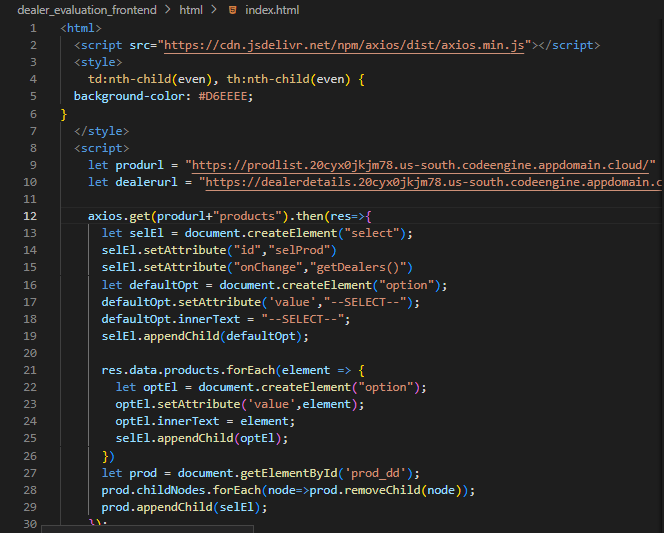 dealer_evaluation_frontend > html > index.html
1 <html>
2 <script src="https://cdn.jsdelivr.net/npm/axios/dist/axios.min.js"></script>
3 <style>
4 td:nth-child(even), th:nth-child(even) {
5 background-color: #D6EEEE;
6 }
7 </style>
8 <script>
9 let produrl = "https://prodlist.20cyx0jkjm78.us-south.codeengine.appdomain.cloud/"
10 let dealerurl = "https://dealerdetails.20cyx0jkjm78.us-south.codeengine.appdomain.c
11
12 axios.get(produrl+"products").then(res=>{
13 let selEl = document.createElement("select");
14 selEl.setAttribute("id","selProd")
15 selEl.setAttribute("onChange","getDealers()")
16 let defaultOpt = document.createElement("option");
17 defaultOpt.setAttribute('value',"--SELECT--");
18 defaultOpt.innerText = "--SELECT--";
19 selEl.appendChild(defaultOpt);
20
21 res.data.products.forEach(element => {
22 let optEl = document.createElement("option");
23 optEl.setAttribute('value',element);
24 optEl.innerText = element;
25 selEl.appendChild(optEl);
26 })
27 let prod = document.getElementById('prod_dd');
28 prod.childNodes.forEach(node=>prod.removeChild(node));
29 prod.appendChild(selEl);
30 });